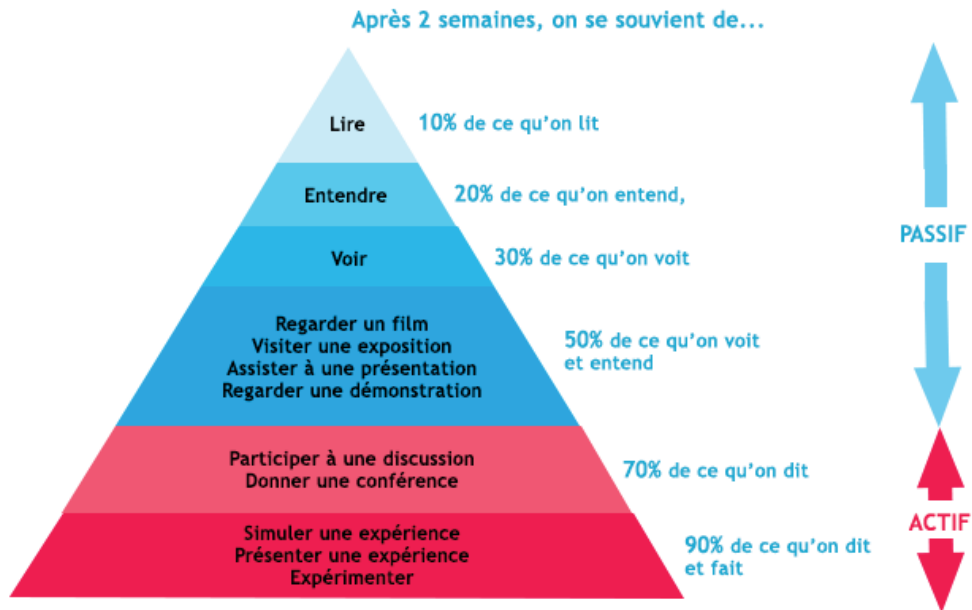 Après 2 semaines, on se souvient de...
Lire
10% de ce qu'on lit
Entendre
20% de ce qu'on entend,
Voir
30% de ce qu'on voit
Regarder un film
Visiter une exposition
Assister à une présentation
Regarder une démonstration
50% de ce qu'on voit
et entend
Participer à une discussion
Donner une conférence
70% de ce qu'on dit
Simuler une expérience
Présenter une expérience
Expérimenter
90% de ce qu'on dit
et fait
PASSIF
ACTIF